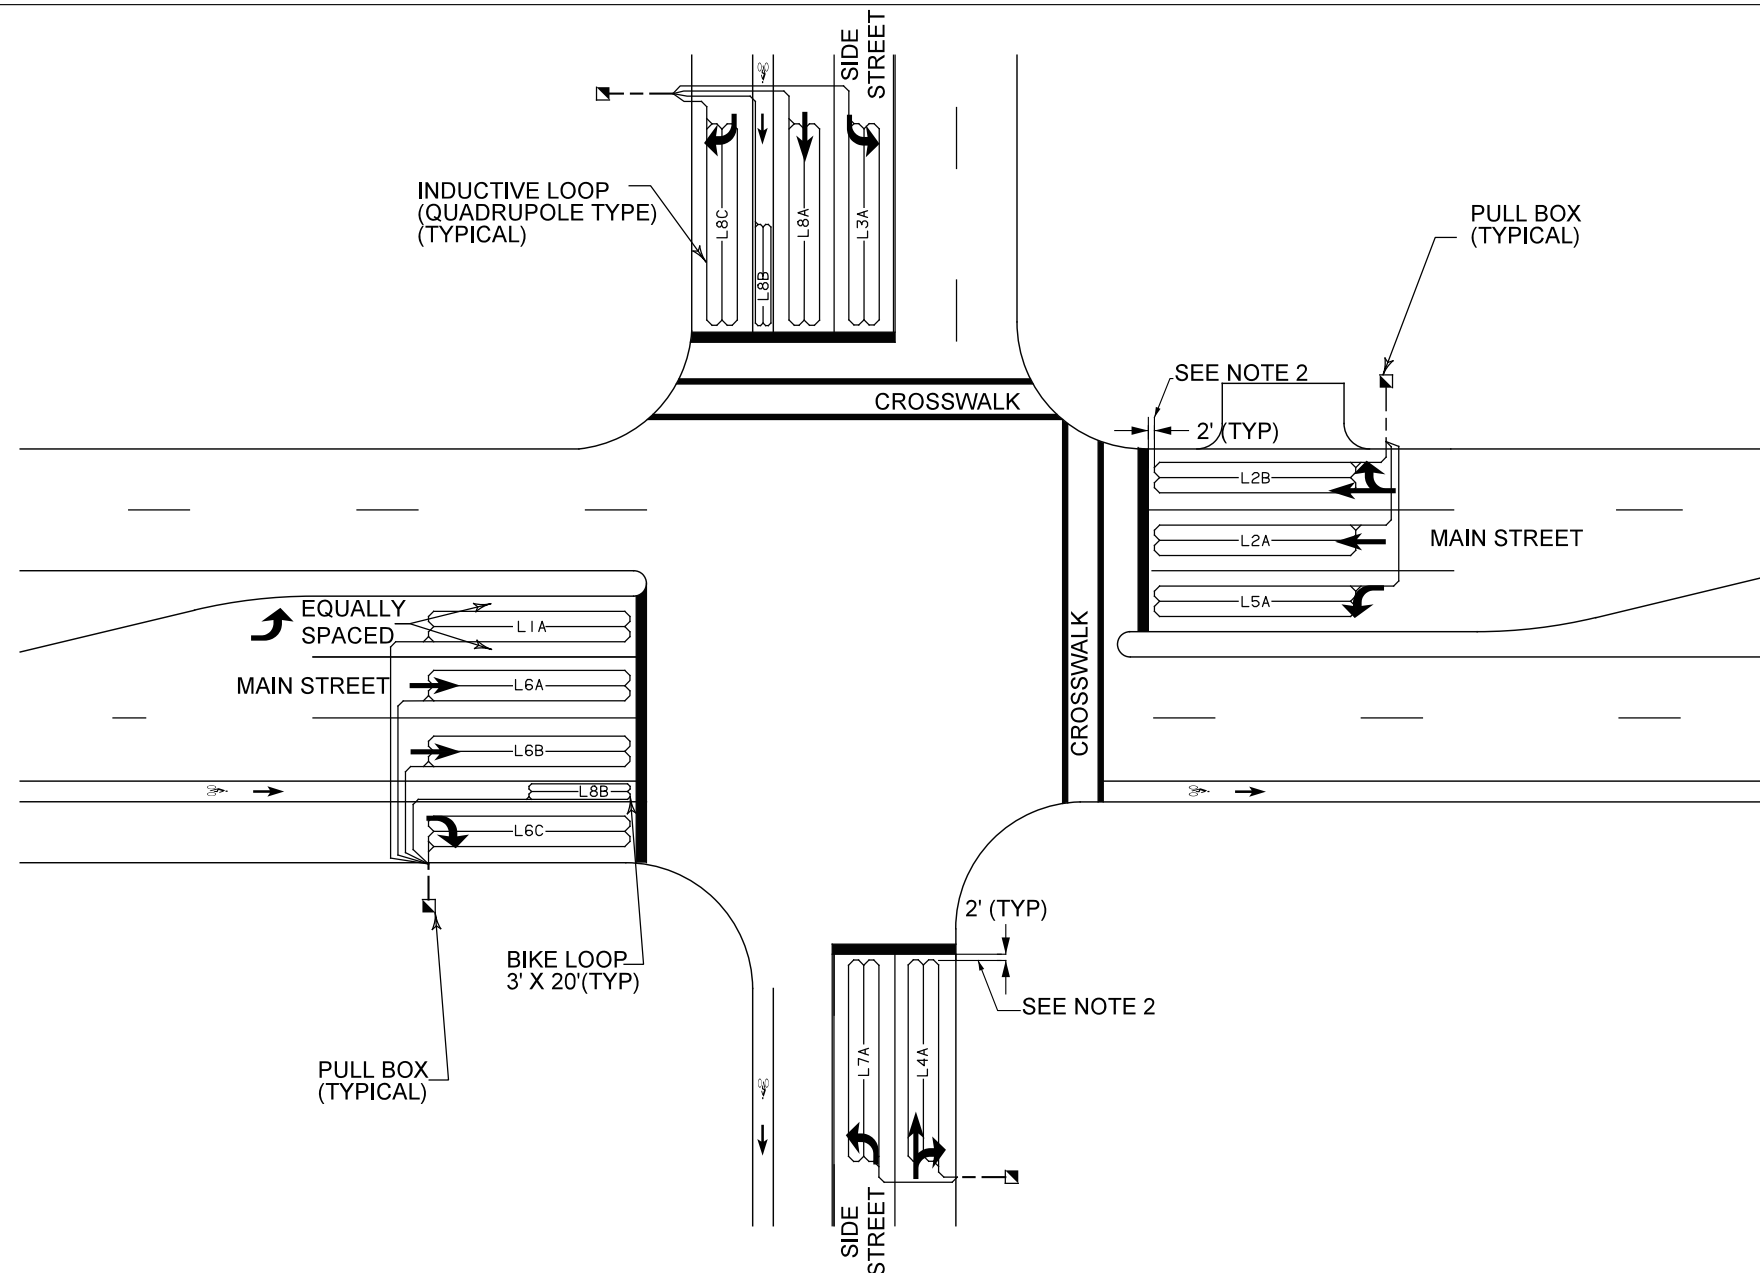 SIDE
STREET
INDUCTIVE LOOP
(QUADRUPOLE TYPE)
(TYPICAL)
L8C
L8B
L8A
L3A
PULL BOX
(TYPICAL)
SEE NOTE 2
2' (TYP)
CROSSWALK
L2B
L2A
MAIN STREET
L5A
EQUALLY
SPACED
L1A
MAIN STREET
L6A
L6B
L8B
L6C
CROSSWALK
BIKE LOOP
3' X 20'(TYP)
PULL BOX
(TYPICAL)
2' (TYP)
SEE NOTE 2
L7A
L4A
SIDE
STREET